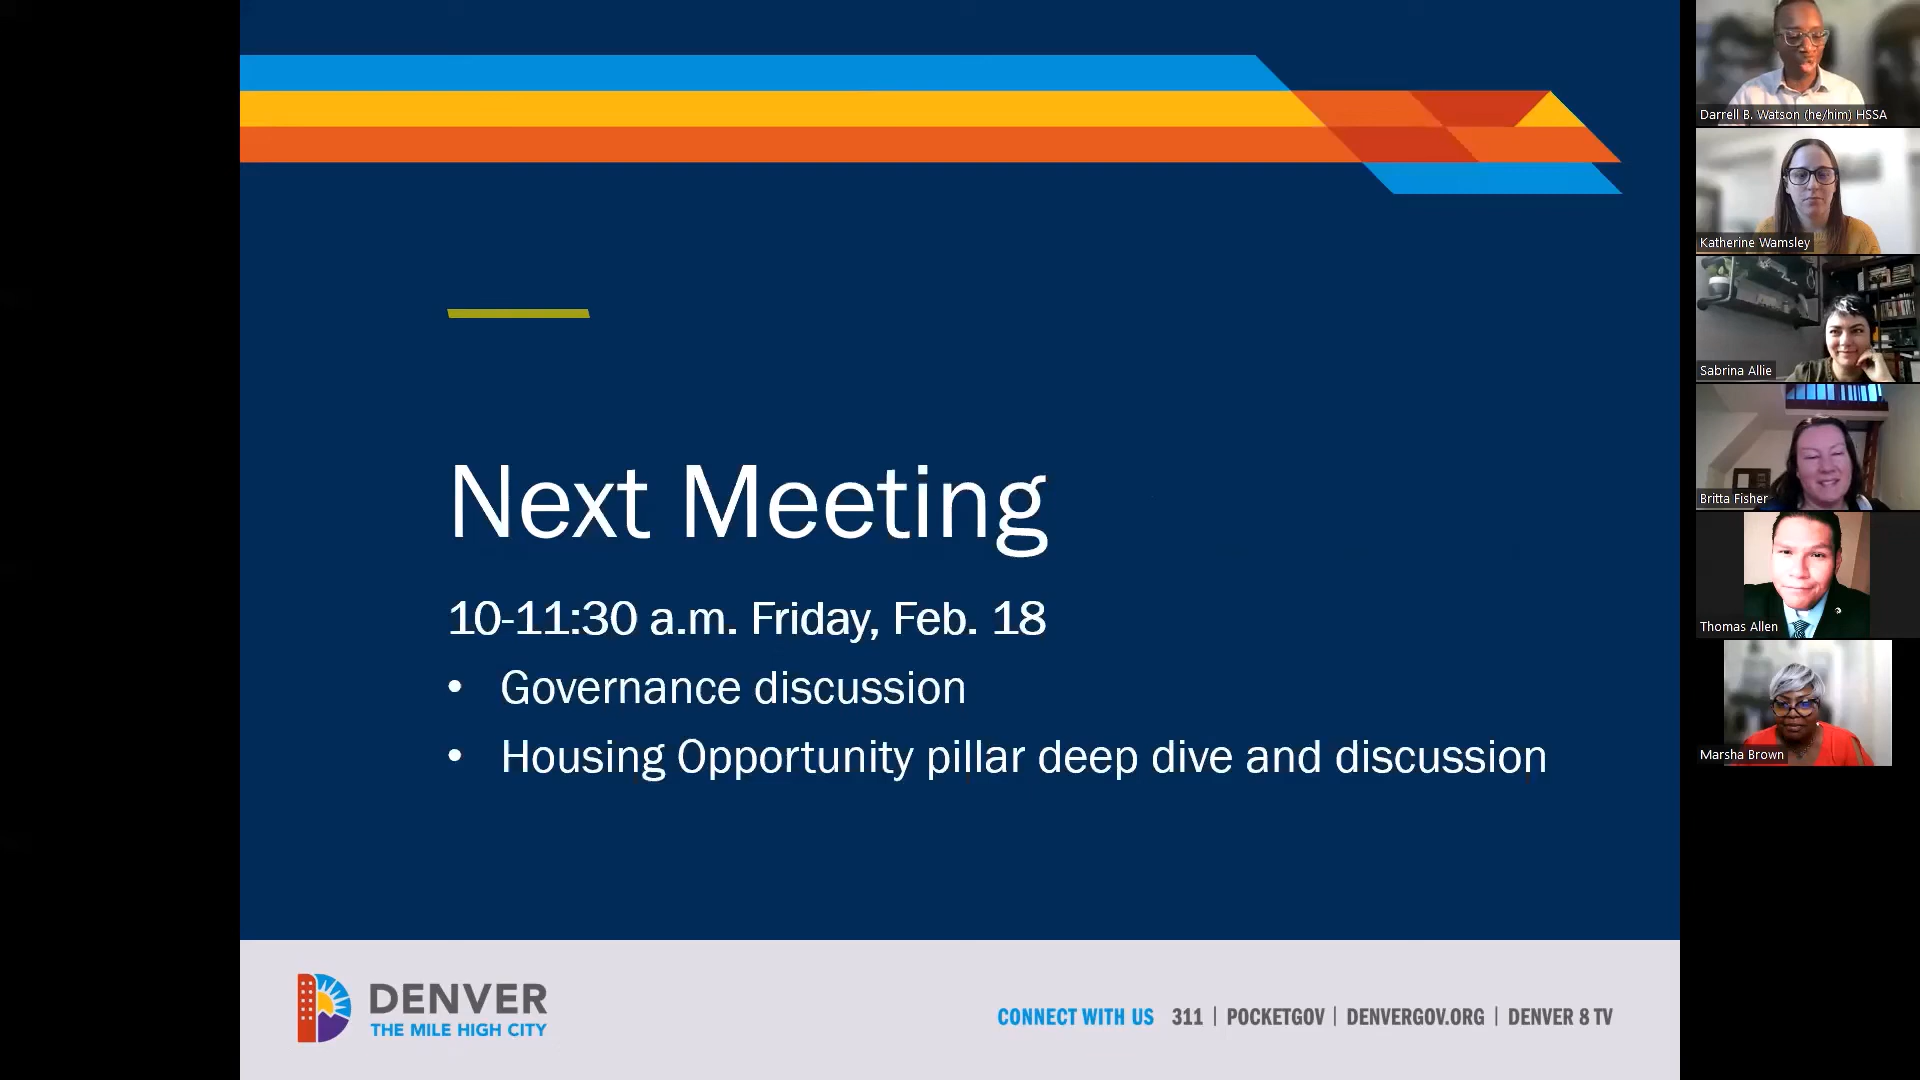 Next Meeting
10-11:30 a.m. Friday, Feb. 18
• Governance discussion
• Housing Opportunity pillar deep dive and discussion
DENVER
THE MILE HIGH CITY
CONNECT WITH US 311 | POCKETGOV | DENVERGOV.ORG | DENVER 8 TV
Darrell B. Watson (he/him) HSSA
Katherine Wamsley
Sabrina Allie
Britta Fisher
Thomas Allen
Marsha Brown